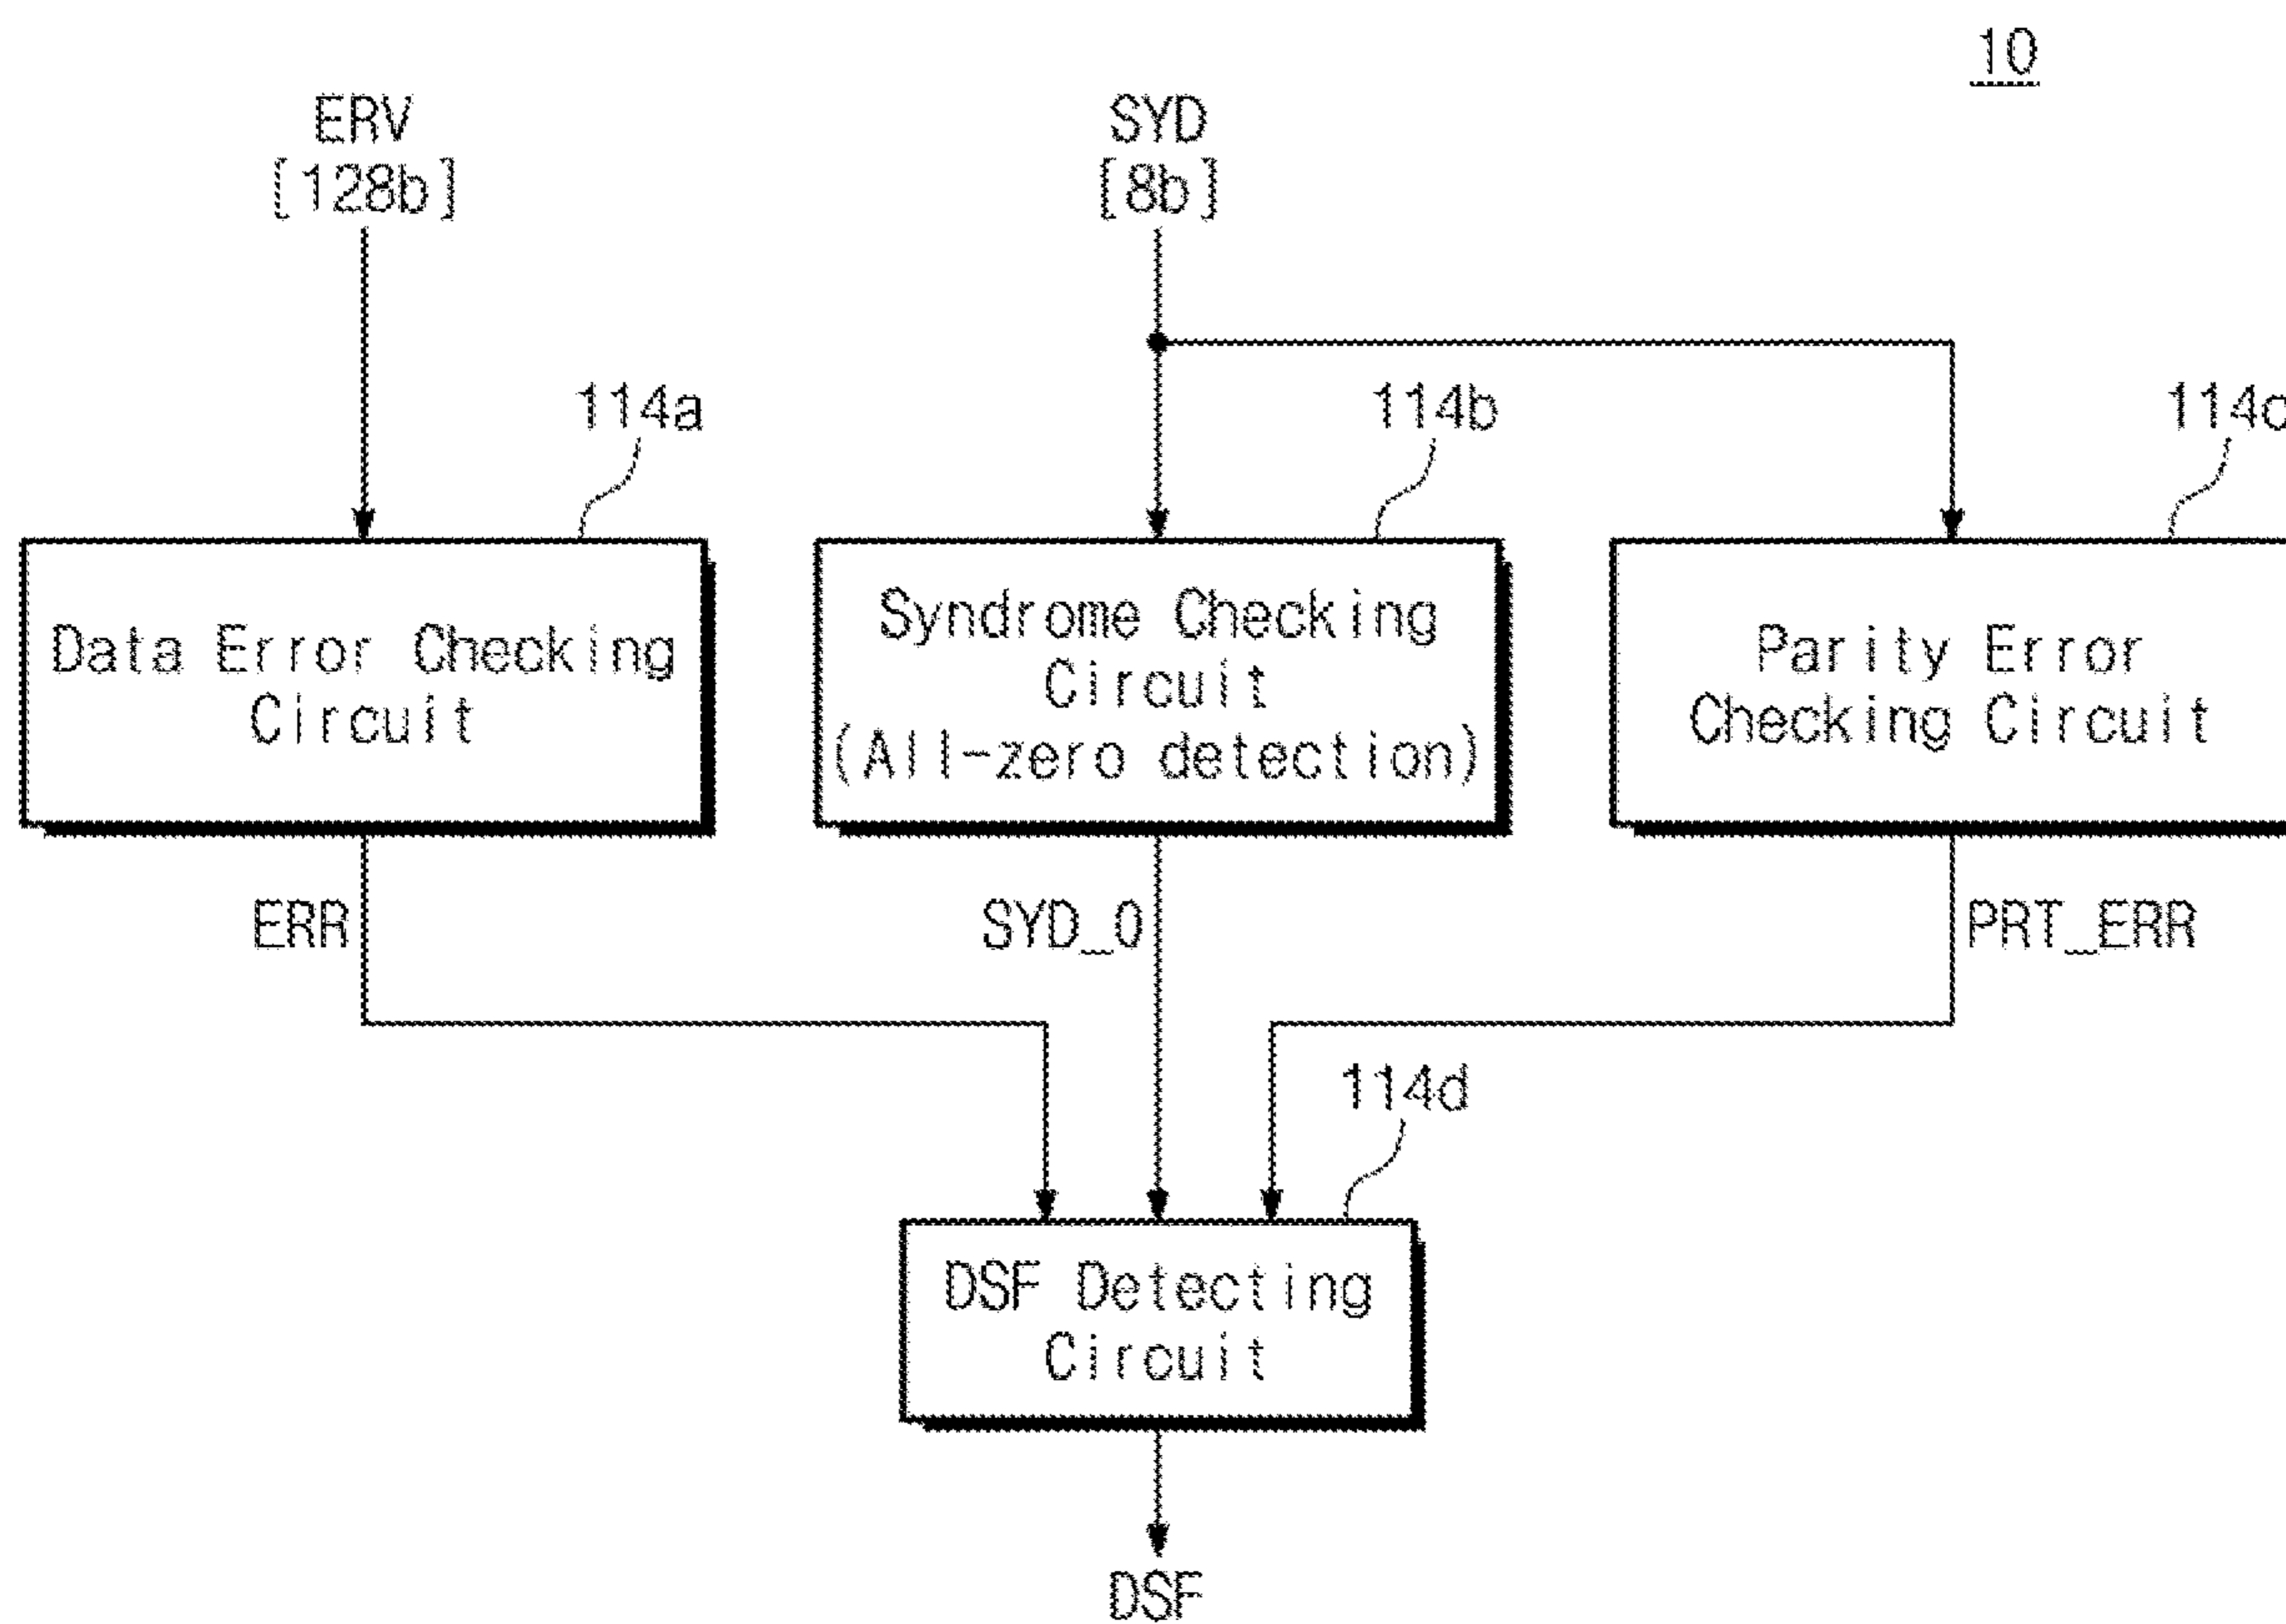 10
ERV
[128b]
SYD
[8b]
114a
114b
114c
Data Error Checking
Circuit
Syndrome Checking
Circuit
(All-zero detection)
Parity Error
Checking Circuit
ERR
SYD_0
PRT_ERR
114d
DSF Detecting
Circuit
DSF